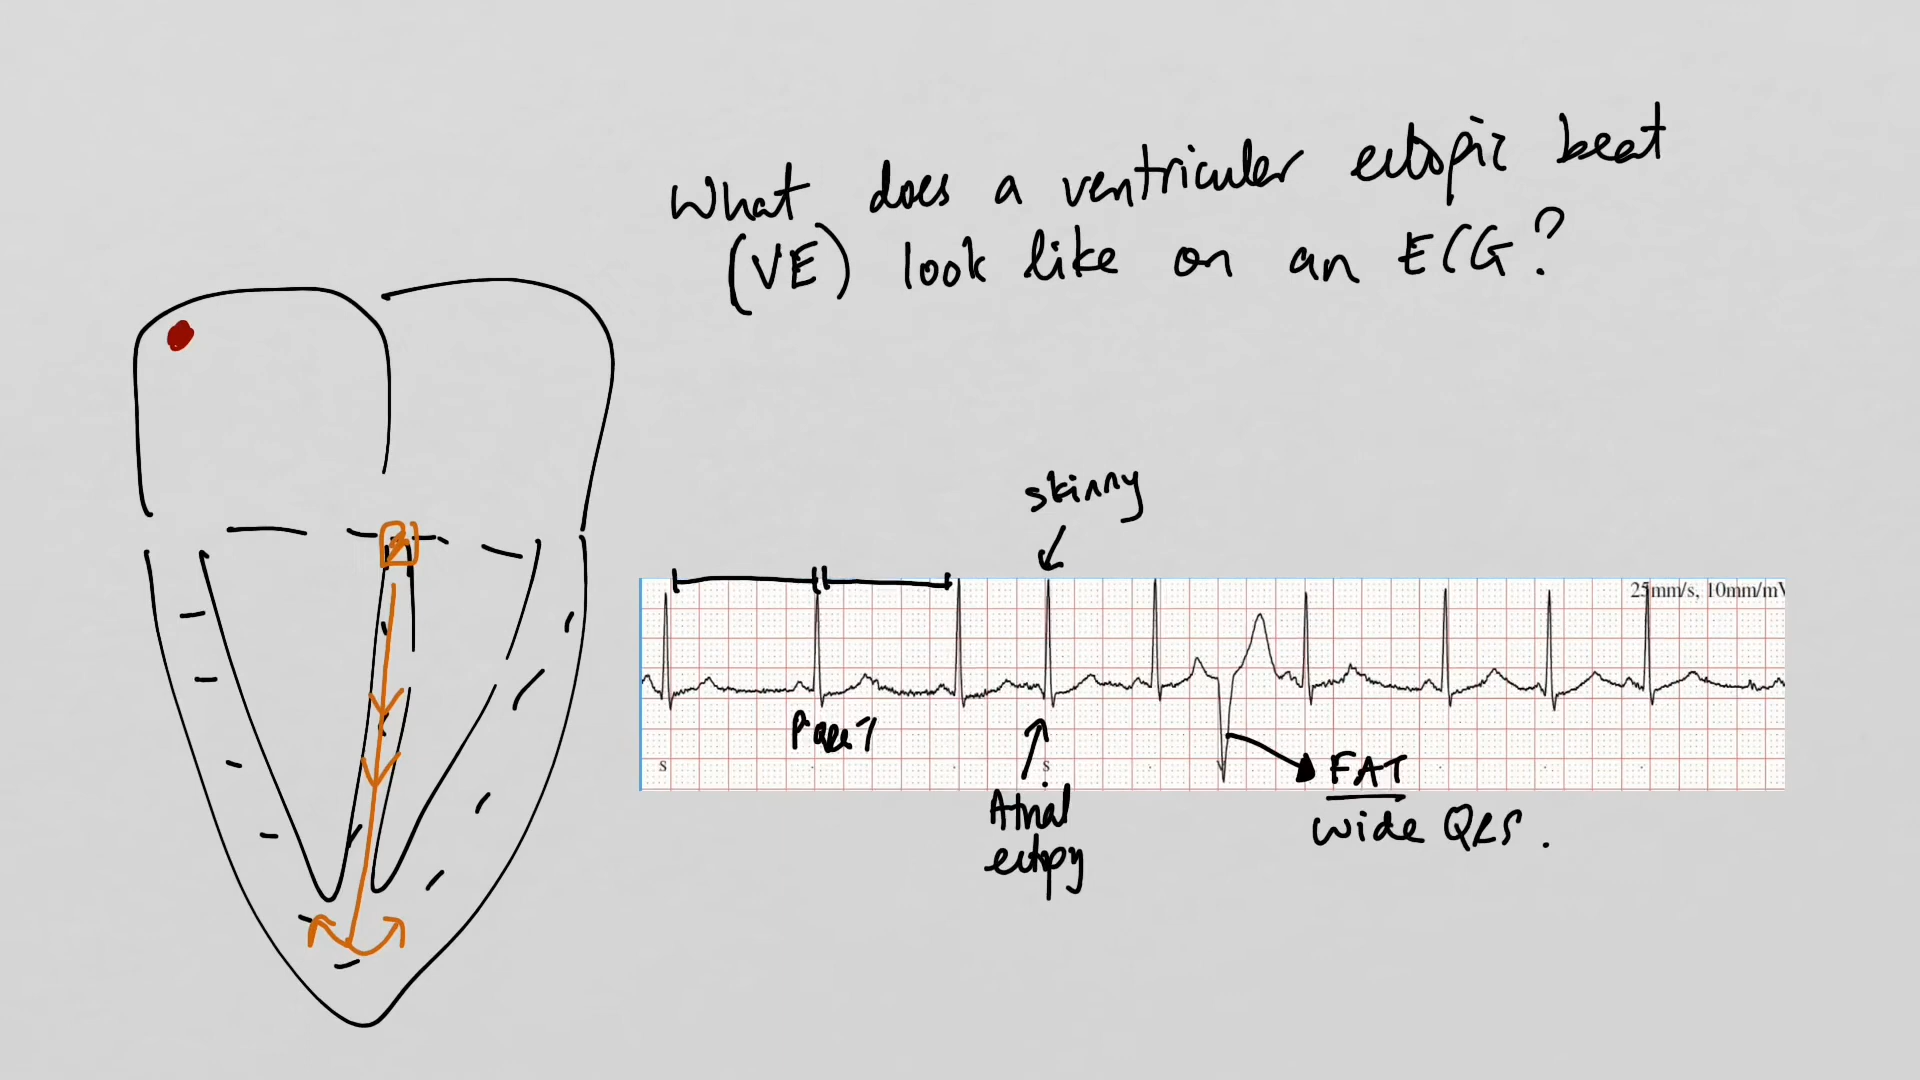 What does a ventricular ectopic beat
(VE) look like on an ECG?
skinny
25mm/s, 10mm/mV
S
S
V
FAT
Atrial
ectopy
wide QRS.